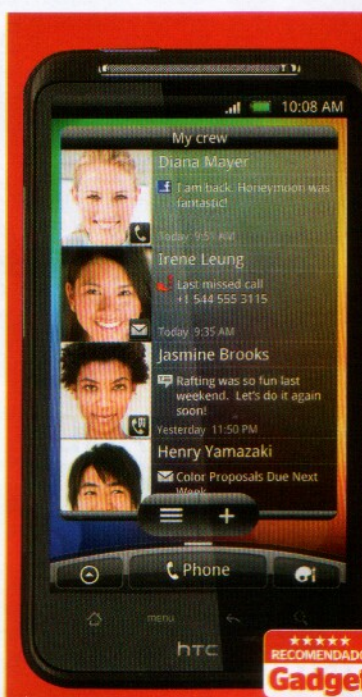 10:08 AM
My crew
Diana Mayer
I am back. Honeymoon was
fantastic!
Today 9:51 AM
Irene Leung
Last missed call
+1 544 555 3115
Today 9:35 AM
Jasmine Brooks
Rafting was so fun last
weekend. Let's do it again
soon!
Yesterday 11:50 PM
Henry Yamazaki
Color Proposals Due Next
Week
Phone
menu
hTC
RECOMENDADO
Gadget